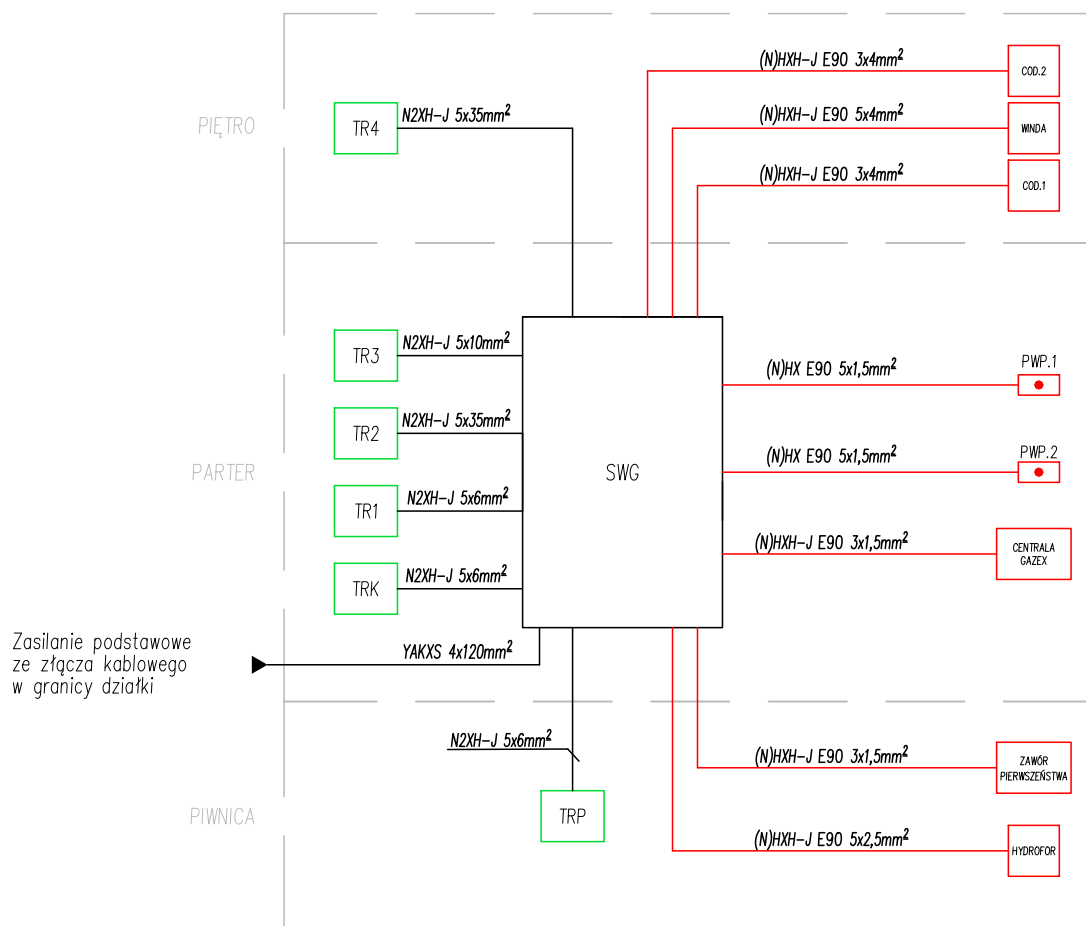 (N)HXH-J E90 3x4mm²
COD.2
PIĘTRO
TR4
N2XH-J 5x35mm²
(N)HXH-J E90 5x4mm²
WINDA
(N)HXH-J E90 3x4mm²
COD.1
TR3
N2XH-J 5x10mm²
(N)HX E90 5x1,5mm²
PWP.1
TR2
N2XH-J 5x35mm²
(N)HX E90 5x1,5mm²
PWP.2
PARTER
SWG
TR1
N2XH-J 5x6mm²
(N)HXH-J E90 3x1,5mm²
CENTRALA
GAZEX
TRK
N2XH-J 5x6mm²
Zasilanie podstawowe
ze złącza kablowego
w granicy działki
YAKXS 4x120mm²
N2XH-J 5x6mm²
(N)HXH-J E90 3x1,5mm²
ZAWÓR
PIERWSZEŃSTWA
PIWNICA
TRP
(N)HXH-J E90 5x2,5mm²
HYDROFOR